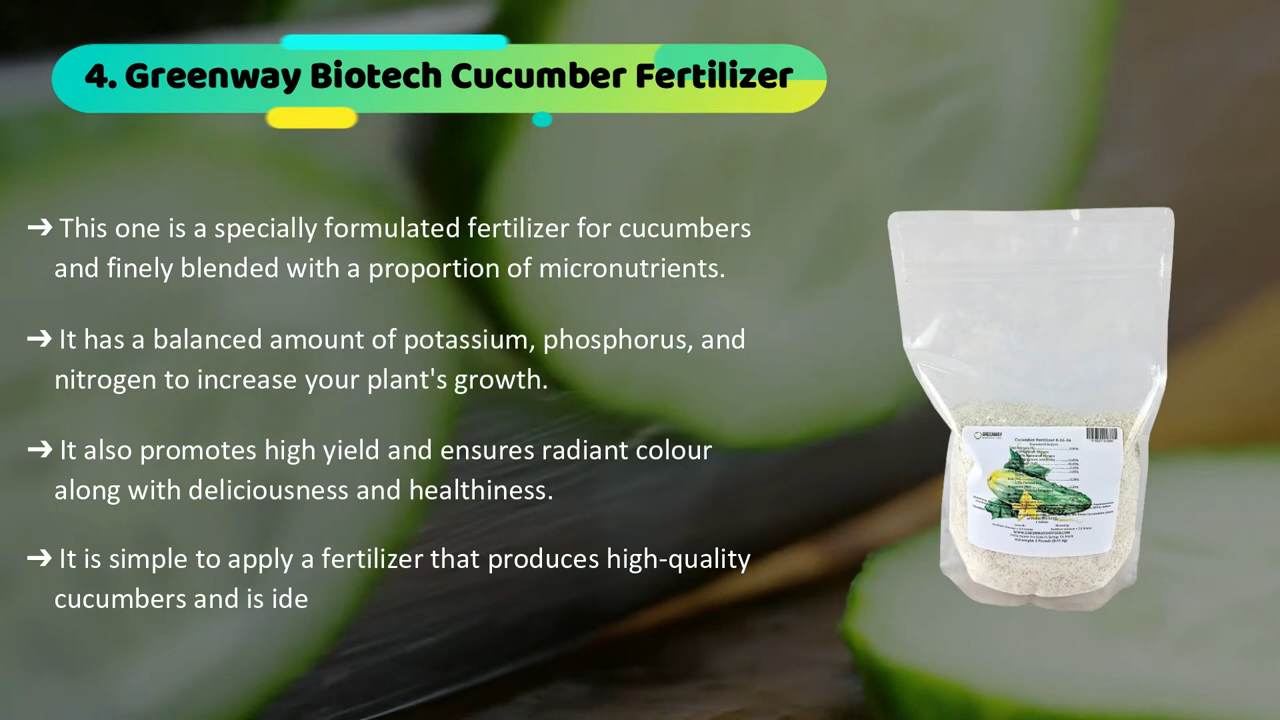 4. Greenway Biotech Cucumber Fertilizer
➔ This one is a specially formulated fertilizer for cucumbers
and finely blended with a proportion of micronutrients.
➔ It has a balanced amount of potassium, phosphorus, and
nitrogen to increase your plant's growth.
➔ It also promotes high yield and ensures radiant colour
along with deliciousness and healthiness.
➔ It is simple to apply a fertilizer that produces high-quality
cucumbers and is ide
GREENWAY
Cucumber Fertilizer